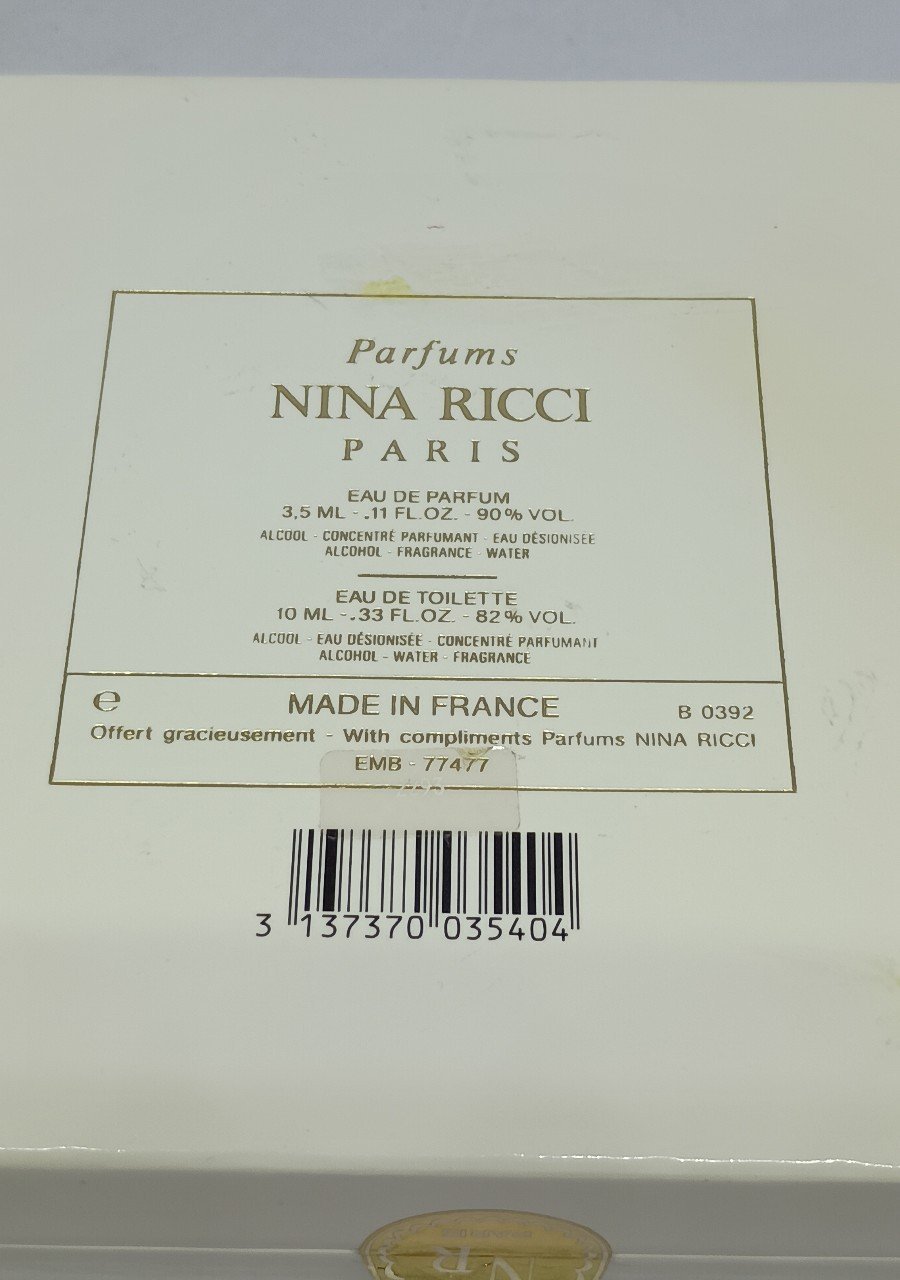 Parfums
NINA RICCI
PARIS
EAU DE PARFUM
3,5 ML - .11 FL.OZ. - 90% VOL.
ALCOOL - CONCENTRÉ PARFUMANT - EAU DÉSIONISÉE
ALCOHOL - FRAGRANCE - WATER
EAU DE TOILETTE
10 ML - .33 FL.OZ. - 82% VOL.
ALCOOL - EAU DÉSIONISÉE - CONCENTRÉ PARFUMANT
ALCOHOL - WATER - FRAGRANCE
℮ MADE IN FRANCE B 0392
Offert gracieusement - With compliments Parfums NINA RICCI
EMB - 77477
3 137370 035404
NR